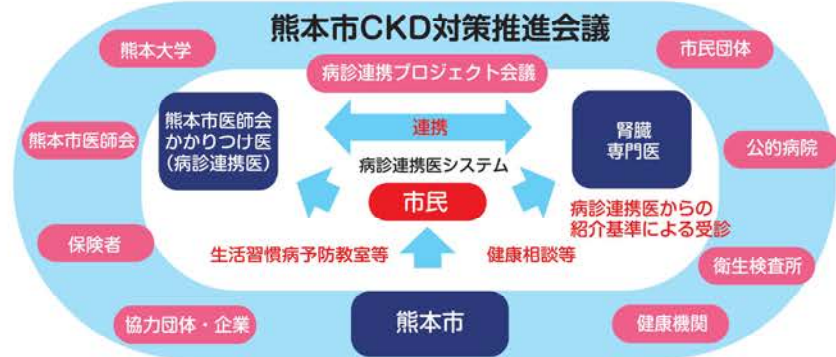 熊本市CKD対策推進会議
熊本大学
市民団体
病診連携プロジェクト会議
熊本市医師会
熊本市医師会
かかりつけ医
(病診連携医)
連携
腎臓
専門医
公的病院
病診連携医システム
市民
病診連携医からの
紹介基準による受診
保険者
生活習慣病予防教室等
健康相談等
衛生検査所
協力団体・企業
熊本市
健康機関